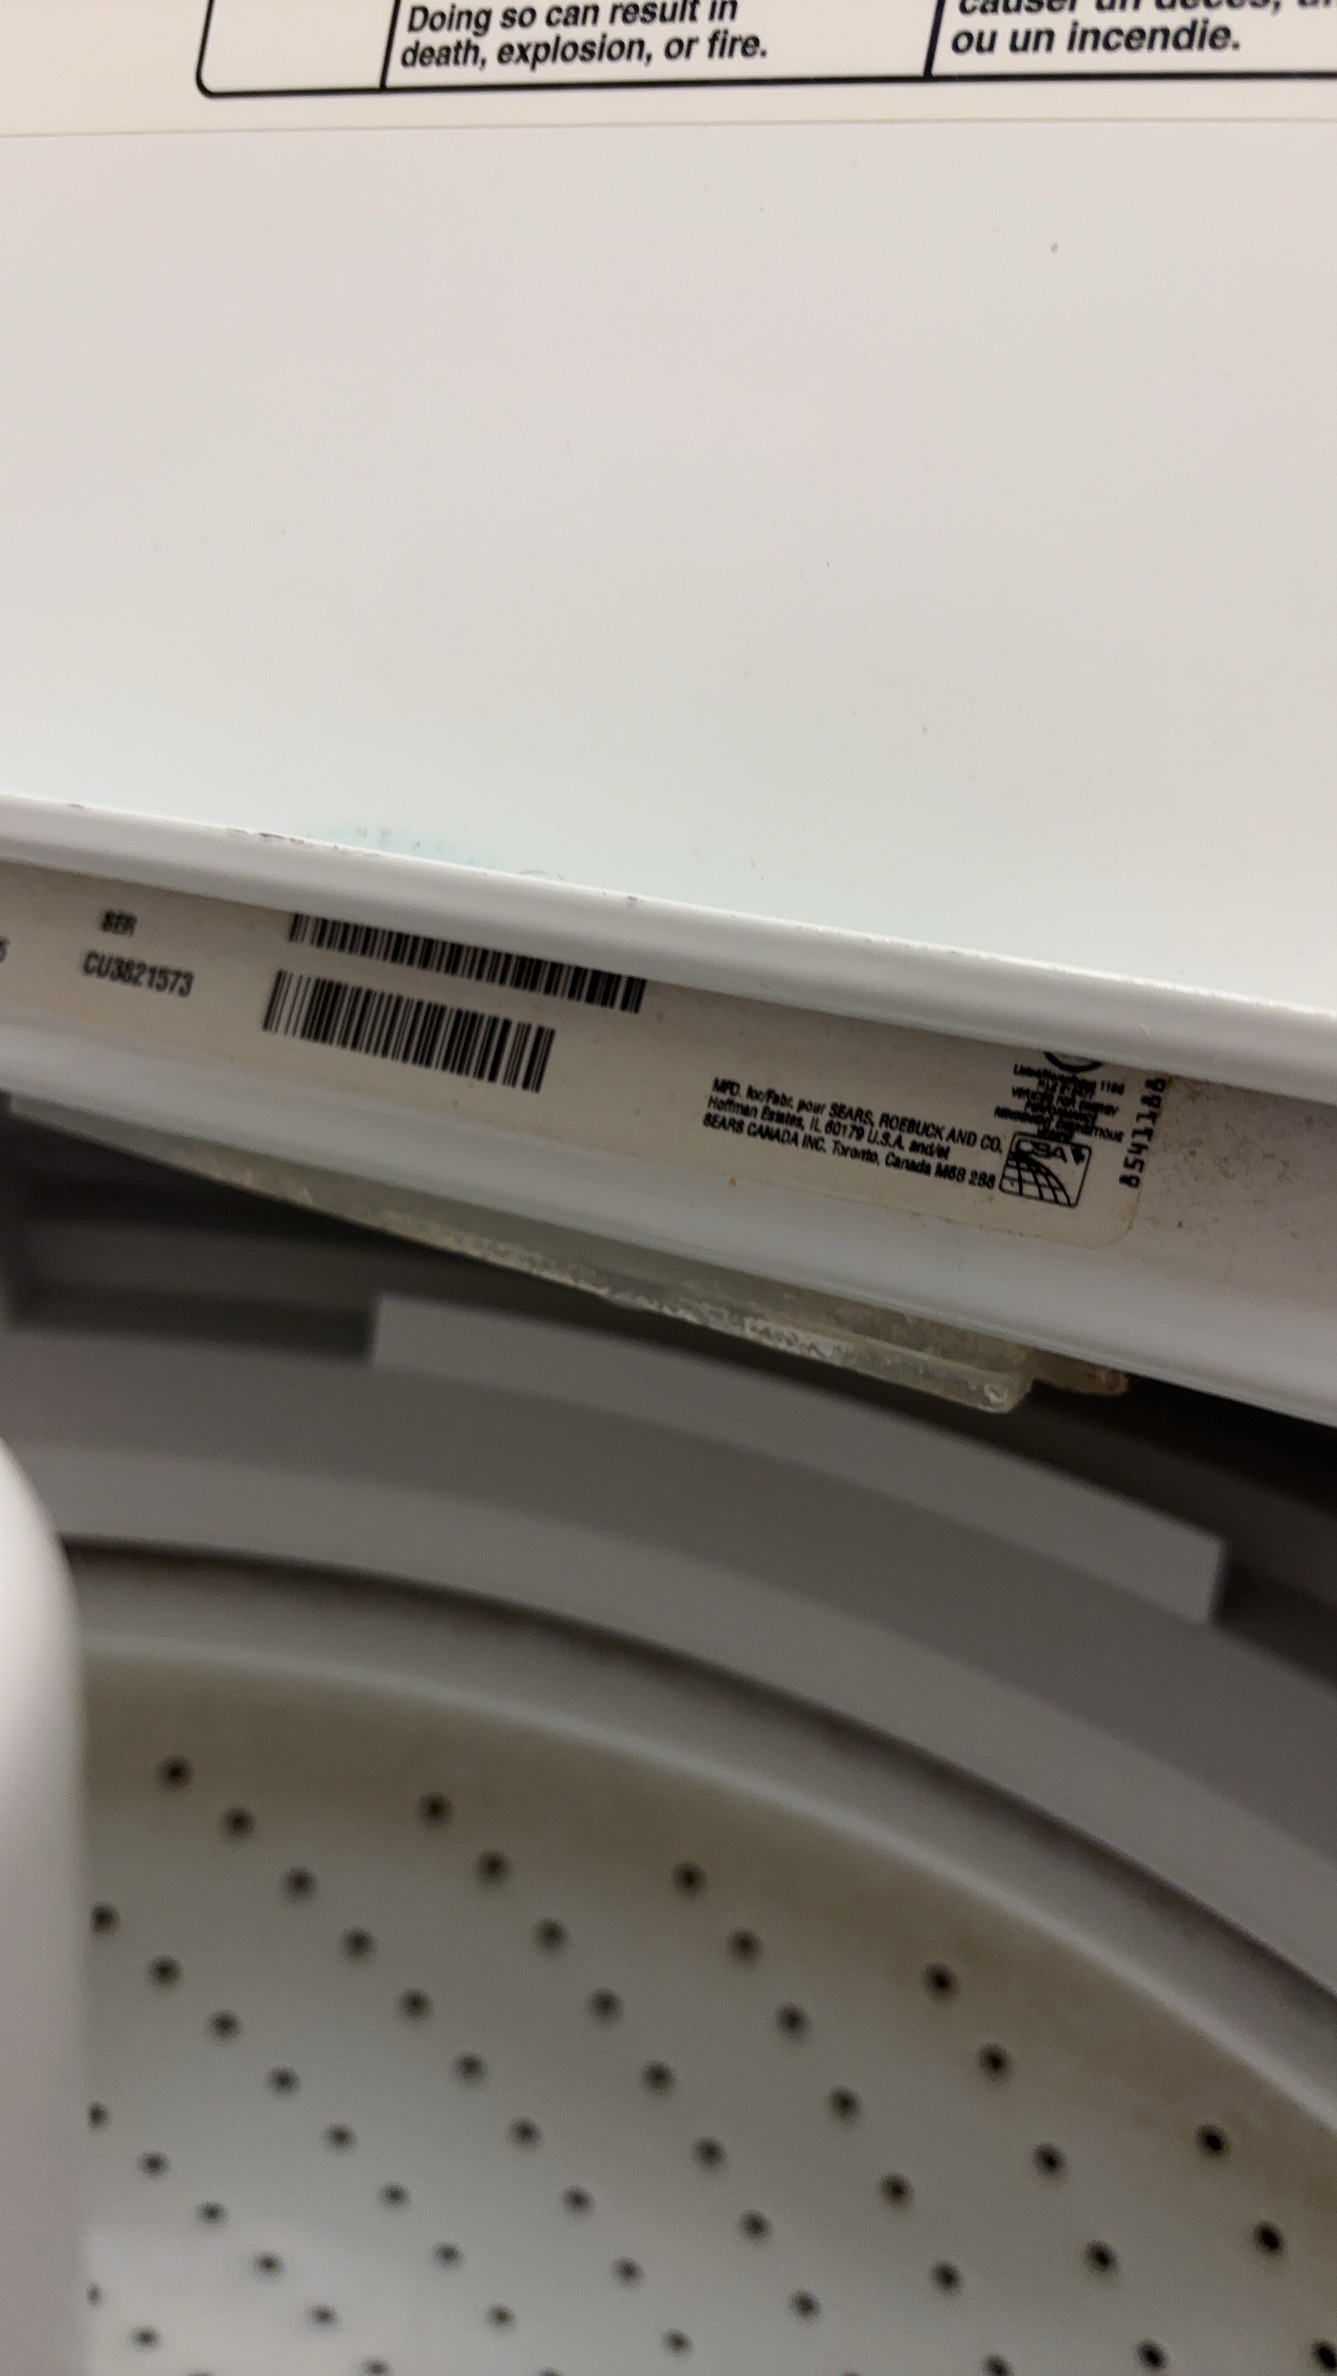 Doing so can result in
death, explosion, or fire.
ou un incendie.
SER
CU3821573
MFD. for/Fabr. pour SEARS, ROEBUCK AND CO.
Hoffman Estates, IL 60179 U.S.A. and/et
SEARS CANADA INC. Toronto, Canada M5B 2B8
CSA
8541188